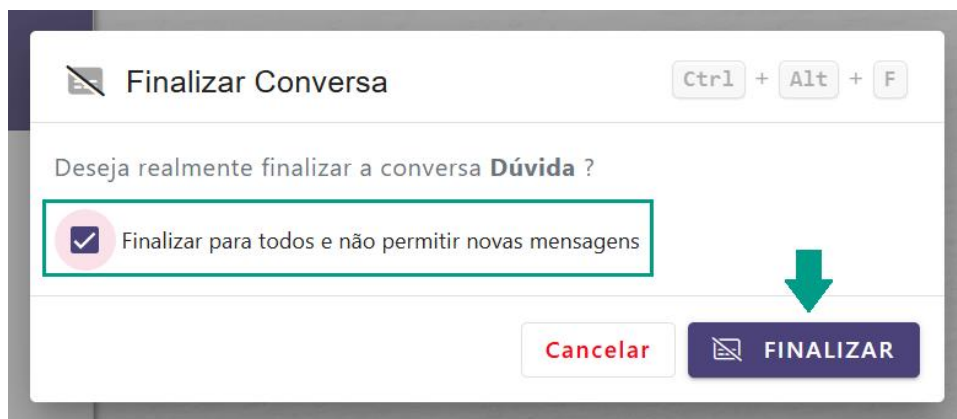 Finalizar Conversa
Ctrl + Alt + F
Deseja realmente finalizar a conversa Dúvida ?
Finalizar para todos e não permitir novas mensagens
Cancelar
FINALIZAR